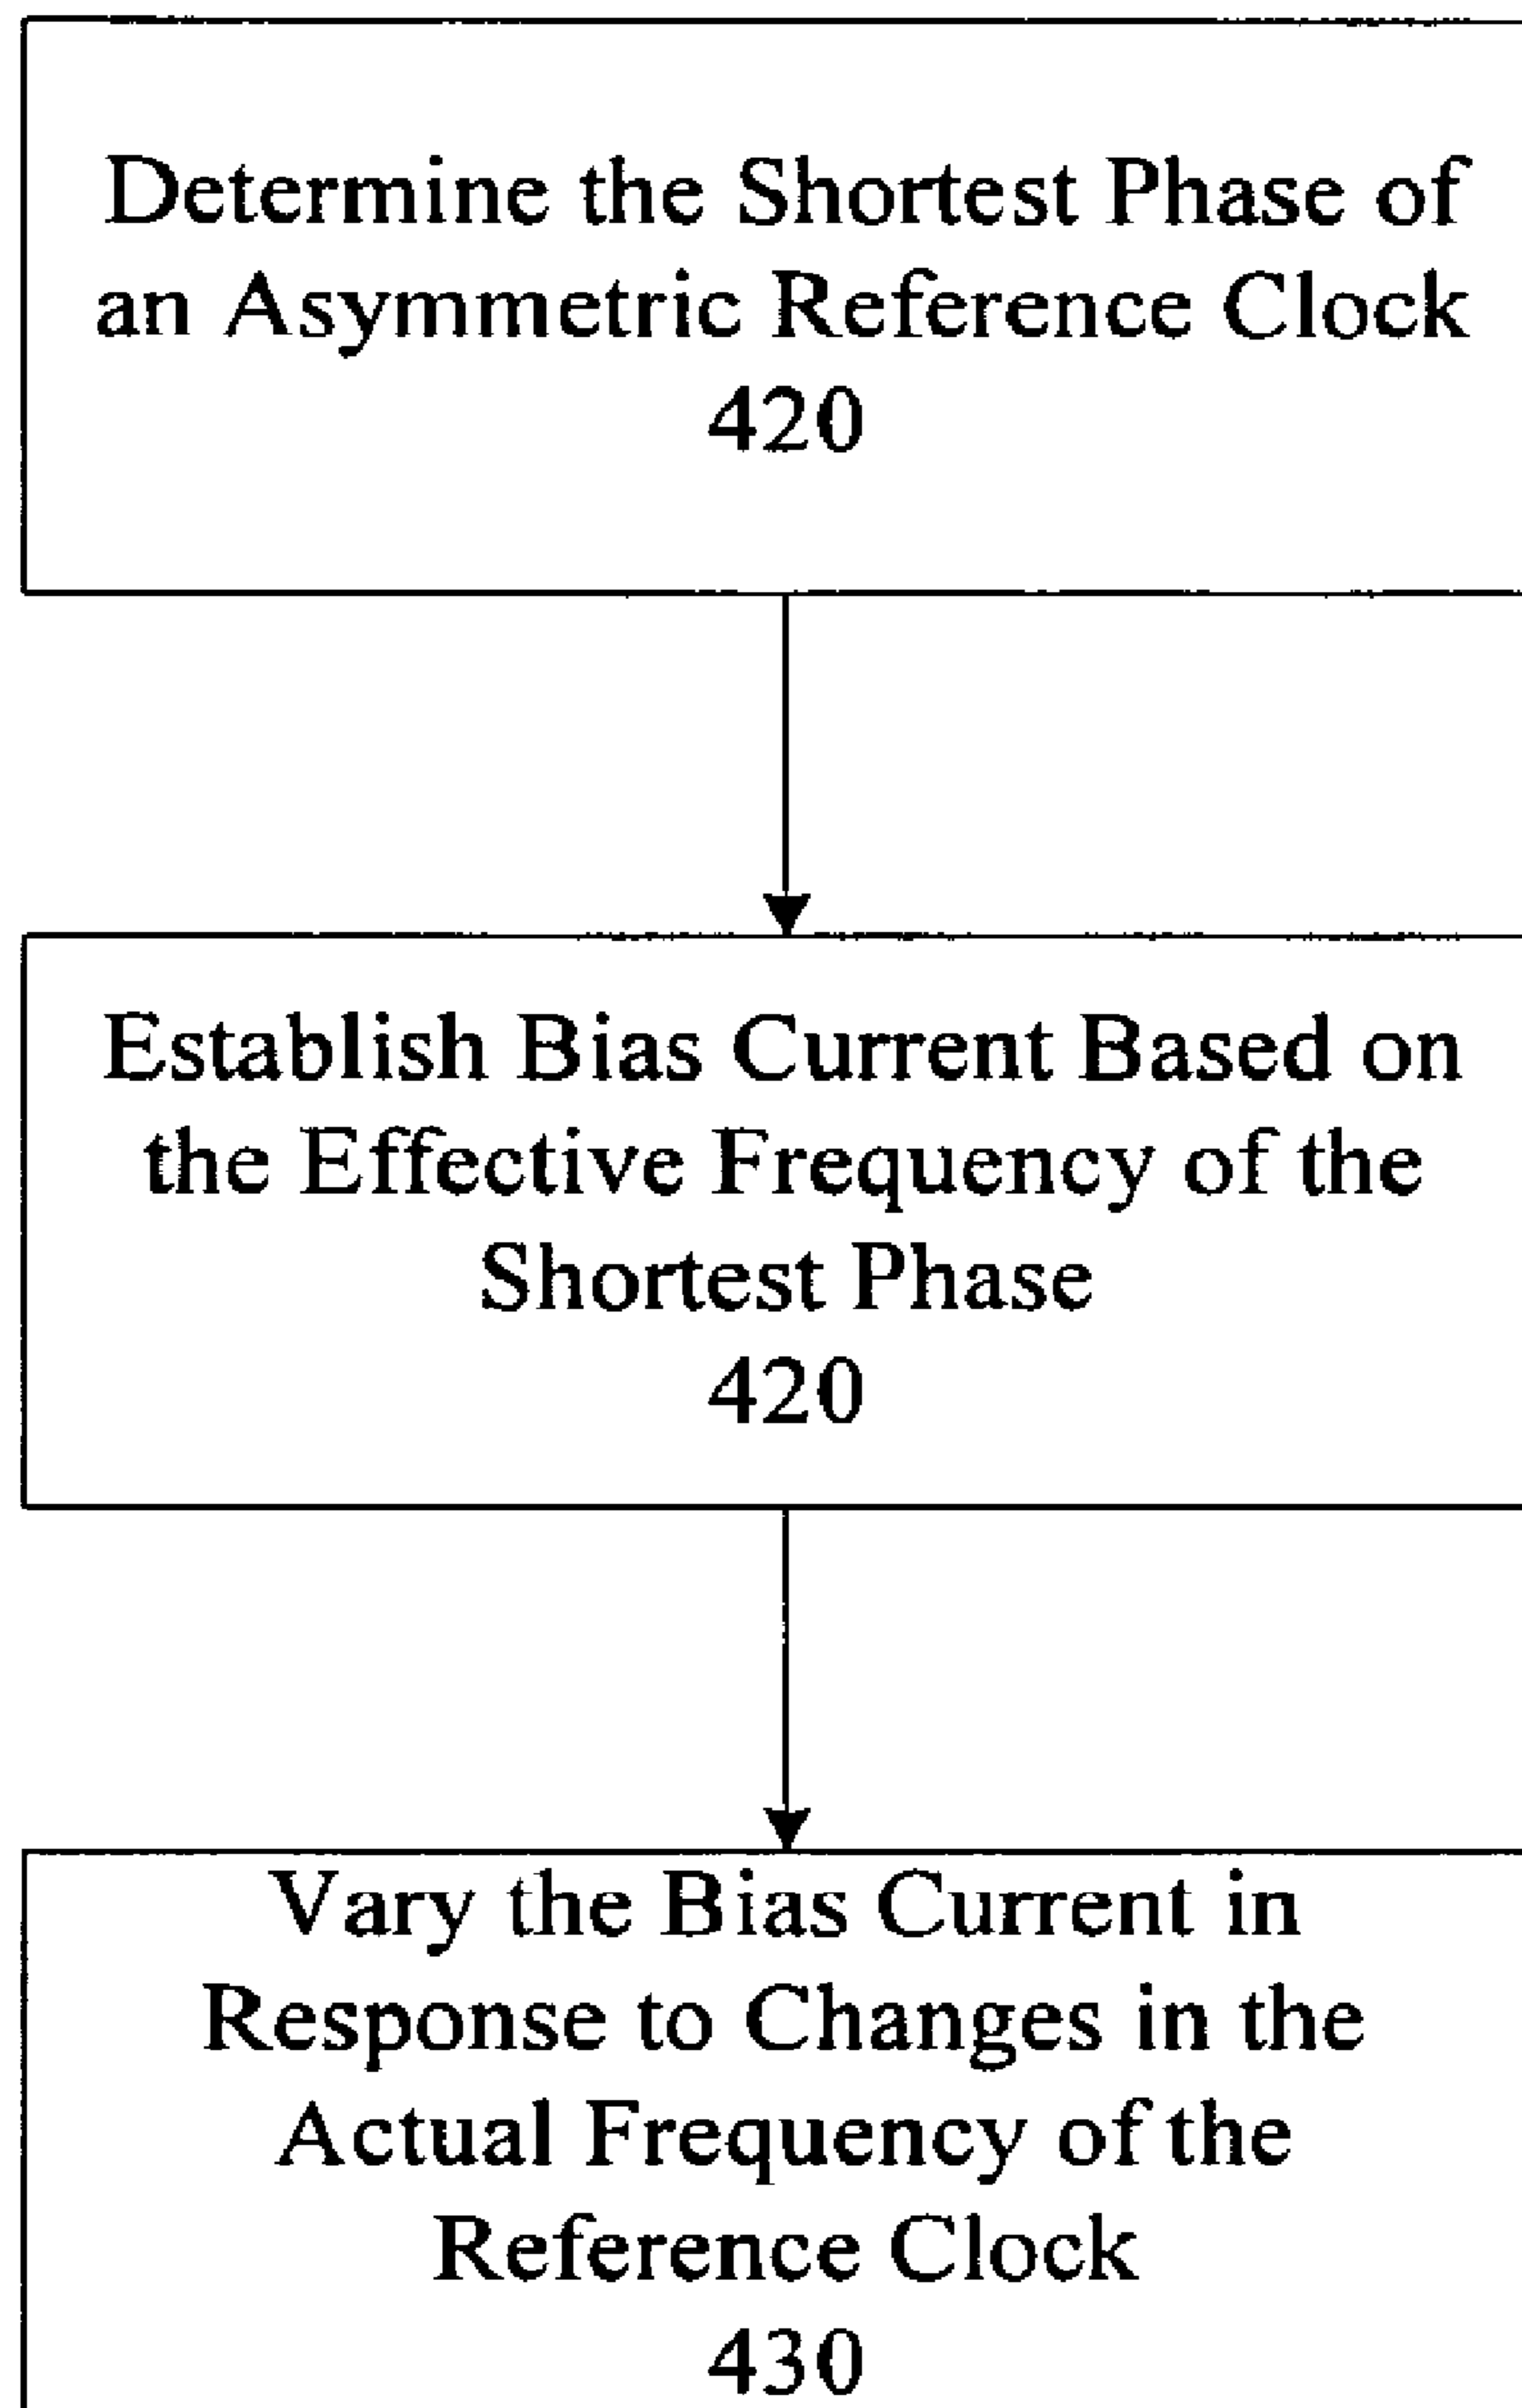 Determine the Shortest Phase of
an Asymmetric Reference Clock
420
Establish Bias Current Based on
the Effective Frequency of the
Shortest Phase
420
Vary the Bias Current in
Response to Changes in the
Actual Frequency of the
Reference Clock
430